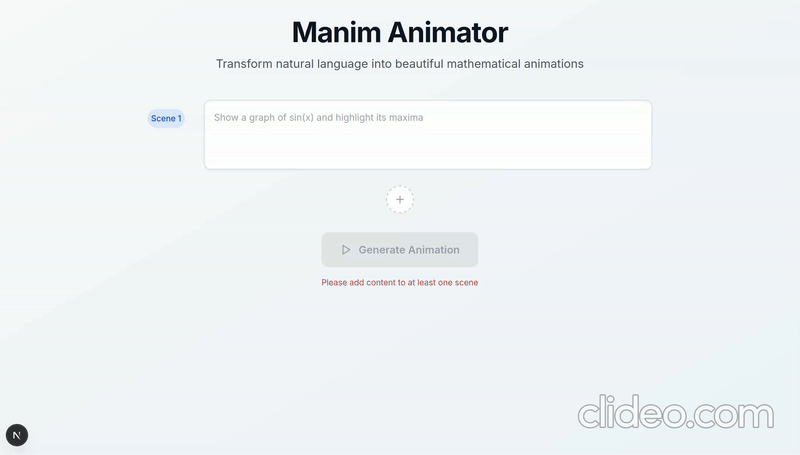 Manim Animator
Transform natural language into beautiful mathematical animations
Scene 1
Show a graph of sin(x) and highlight its maxima
+
Generate Animation
Please add content to at least one scene
clideo.com
N